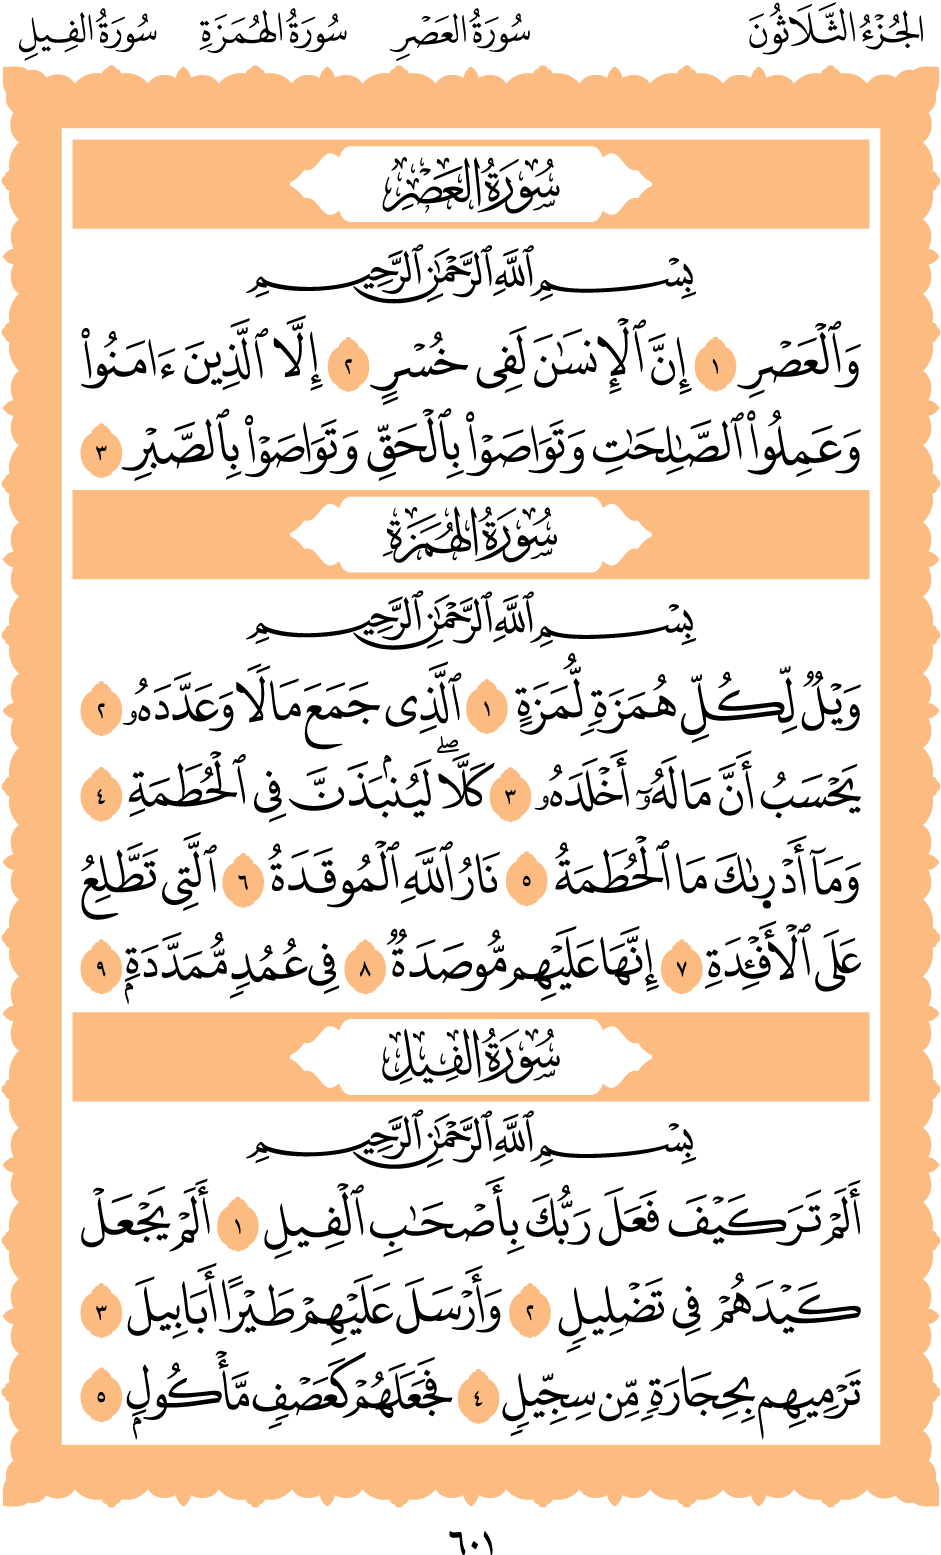 الجُزْءُ الثَّلَاثُونَ سُورَةُ العَصْرِ سُورَةُ الهُمَزَةِ سُورَةُ الفِيلِ
سُورَةُ العَصْرِ
بِسْمِ ٱللَّهِ ٱلرَّحْمَٰنِ ٱلرَّحِيمِ
وَٱلْعَصْرِ ١ إِنَّ ٱلْإِنسَٰنَ لَفِى خُسْرٍ ٢ إِلَّا ٱلَّذِينَ ءَامَنُوا۟
وَعَمِلُوا۟ ٱلصَّٰلِحَٰتِ وَتَوَاصَوْا۟ بِٱلْحَقِّ وَتَوَاصَوْا۟ بِٱلصَّبْرِ ٣
سُورَةُ الهُمَزَةِ
بِسْمِ ٱللَّهِ ٱلرَّحْمَٰنِ ٱلرَّحِيمِ
وَيْلٌ لِّكُلِّ هُمَزَةٍ لُّمَزَةٍ ١ ٱلَّذِى جَمَعَ مَالًا وَعَدَّدَهُۥ ٢
يَحْسَبُ أَنَّ مَالَهُۥٓ أَخْلَدَهُۥ ٣ كَلَّا ۖ لَيُنۢبَذَنَّ فِى ٱلْحُطَمَةِ ٤
وَمَآ أَدْرِىٰكَ مَا ٱلْحُطَمَةُ ٥ نَارُ ٱللَّهِ ٱلْمُوقَدَةُ ٦ ٱلَّتِى تَطَّلِعُ
عَلَى ٱلْأَفْـِٔدَةِ ٧ إِنَّهَا عَلَيْهِم مُّوصَدَةٌ ٨ فِى عُمُدٍ مُّمَدَّدَةٍۭ ٩
سُورَةُ الفِيلِ
بِسْمِ ٱللَّهِ ٱلرَّحْمَٰنِ ٱلرَّحِيمِ
أَلَمْ تَرَ كَيْفَ فَعَلَ رَبُّكَ بِأَصْحَٰبِ ٱلْفِيلِ ١ أَلَمْ يَجْعَلْ
كَيْدَهُمْ فِى تَضْلِيلٍ ٢ وَأَرْسَلَ عَلَيْهِمْ طَيْرًا أَبَابِيلَ ٣
تَرْمِيهِم بِحِجَارَةٍ مِّن سِجِّيلٍ ٤ فَجَعَلَهُمْ كَعَصْفٍ مَّأْكُولٍۭ ٥
٦٠١